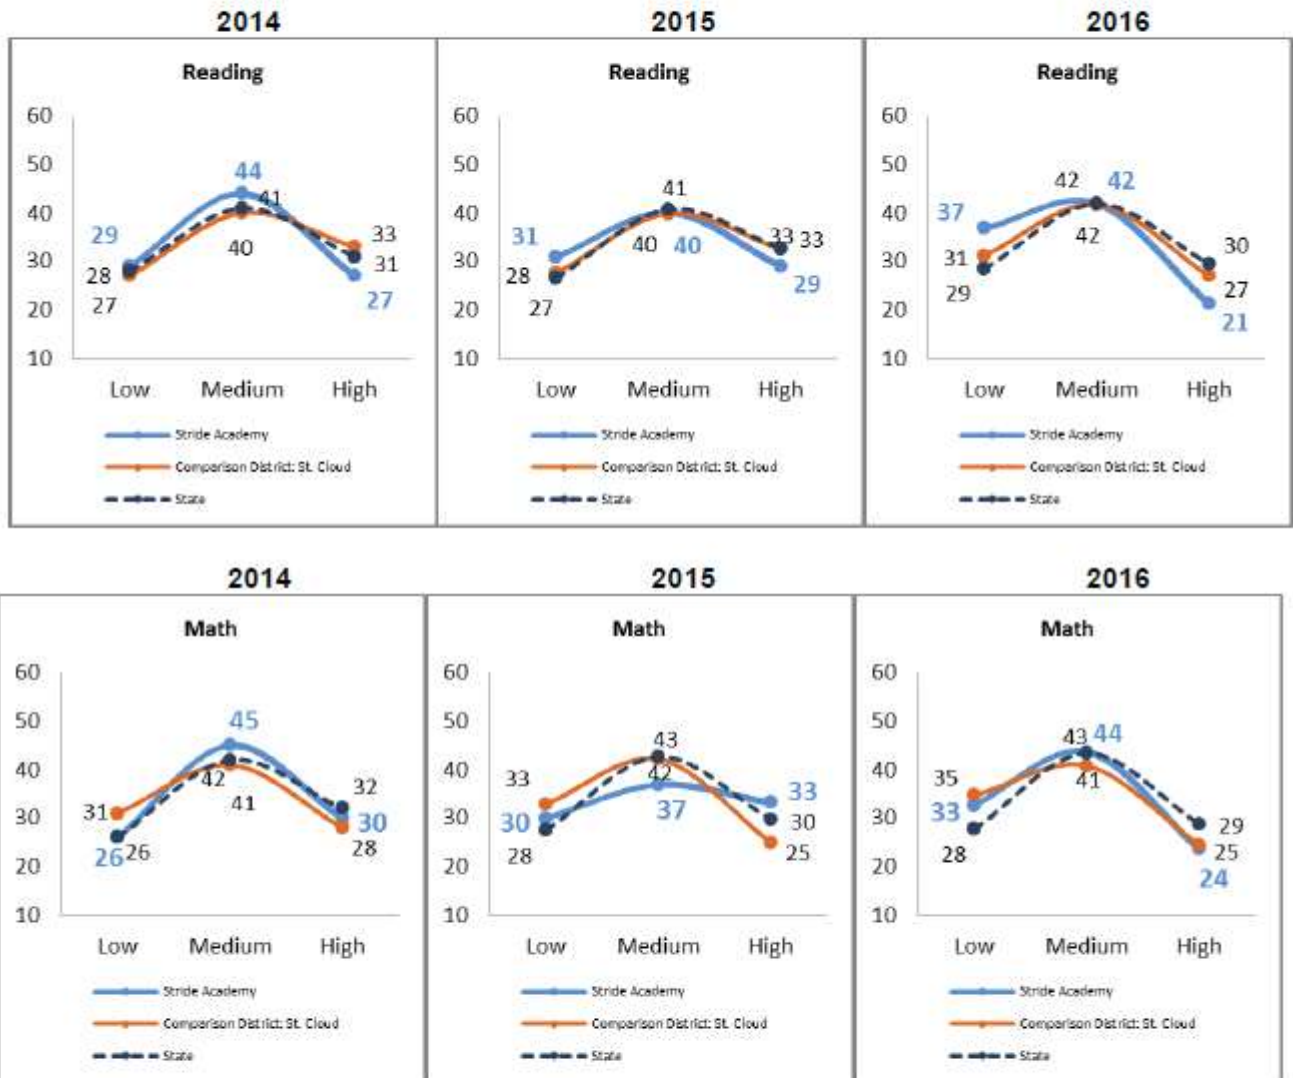 2014 2015 2016
Reading Reading Reading
60 60 60
50 50 50
44 41 42 42
41
40 40 40
37
40 40 40 42
33 33 33
29 31 31 30
30 30 30
28 31 28 29 29 27
27 27 27 21
20 20 20
10 10 10
Low Medium High Low Medium High Low Medium High
Stride Academy Stride Academy Stride Academy
Comparison District: St. Cloud Comparison District: St. Cloud Comparison District: St. Cloud
State State State
2014 2015 2016
Math Math Math
60 60 60
50 50 50
45 43 43 44
40 42 40 42 40 41
41 37
33 33 35
31 32 33
30 30 30 30 30 30
26 26 28 28 25 28 29 25
24
20 20 20
10 10 10
Low Medium High Low Medium High Low Medium High
Stride Academy Stride Academy Stride Academy
Comparison District: St. Cloud Comparison District: St. Cloud Comparison District: St. Cloud
State State State